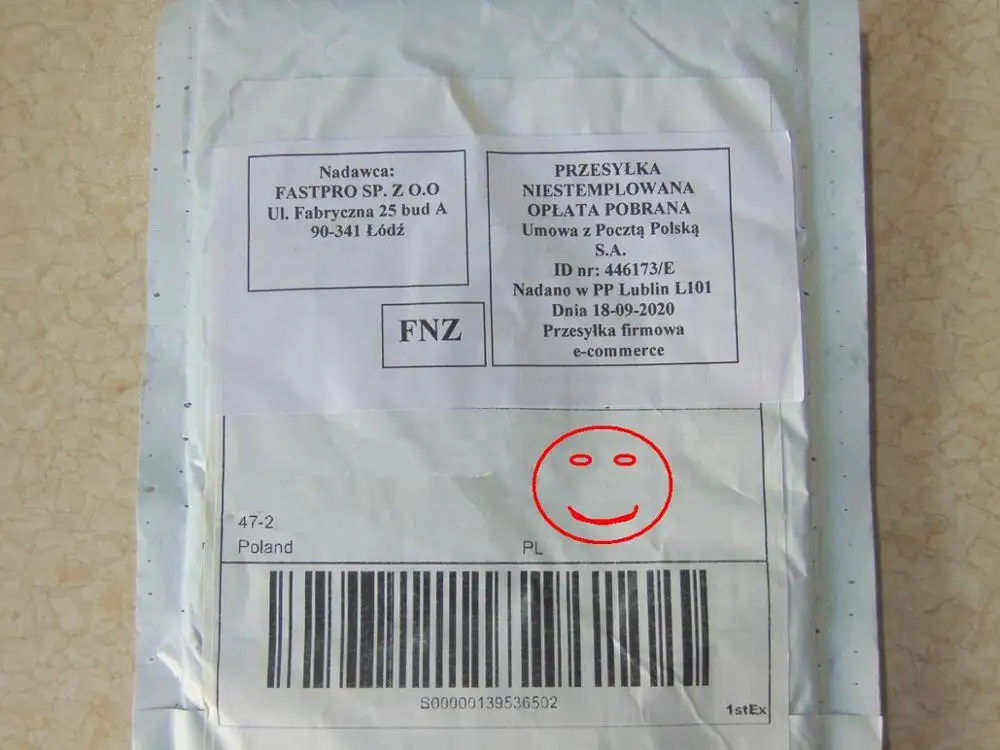 Nadawca:
FASTPRO SP. Z O.O
Ul. Fabryczna 25 bud A
90-341 Łódź
PRZESYŁKA
NIESTEMPLOWANA
OPŁATA POBRANA
Umowa z Pocztą Polską
S.A.
ID nr: 446173/E
Nadano w PP Lublin L101
Dnia 18-09-2020
Przesyłka firmowa
e-commerce
FNZ
47-2
Poland
PL
S00000139536502
1stEx